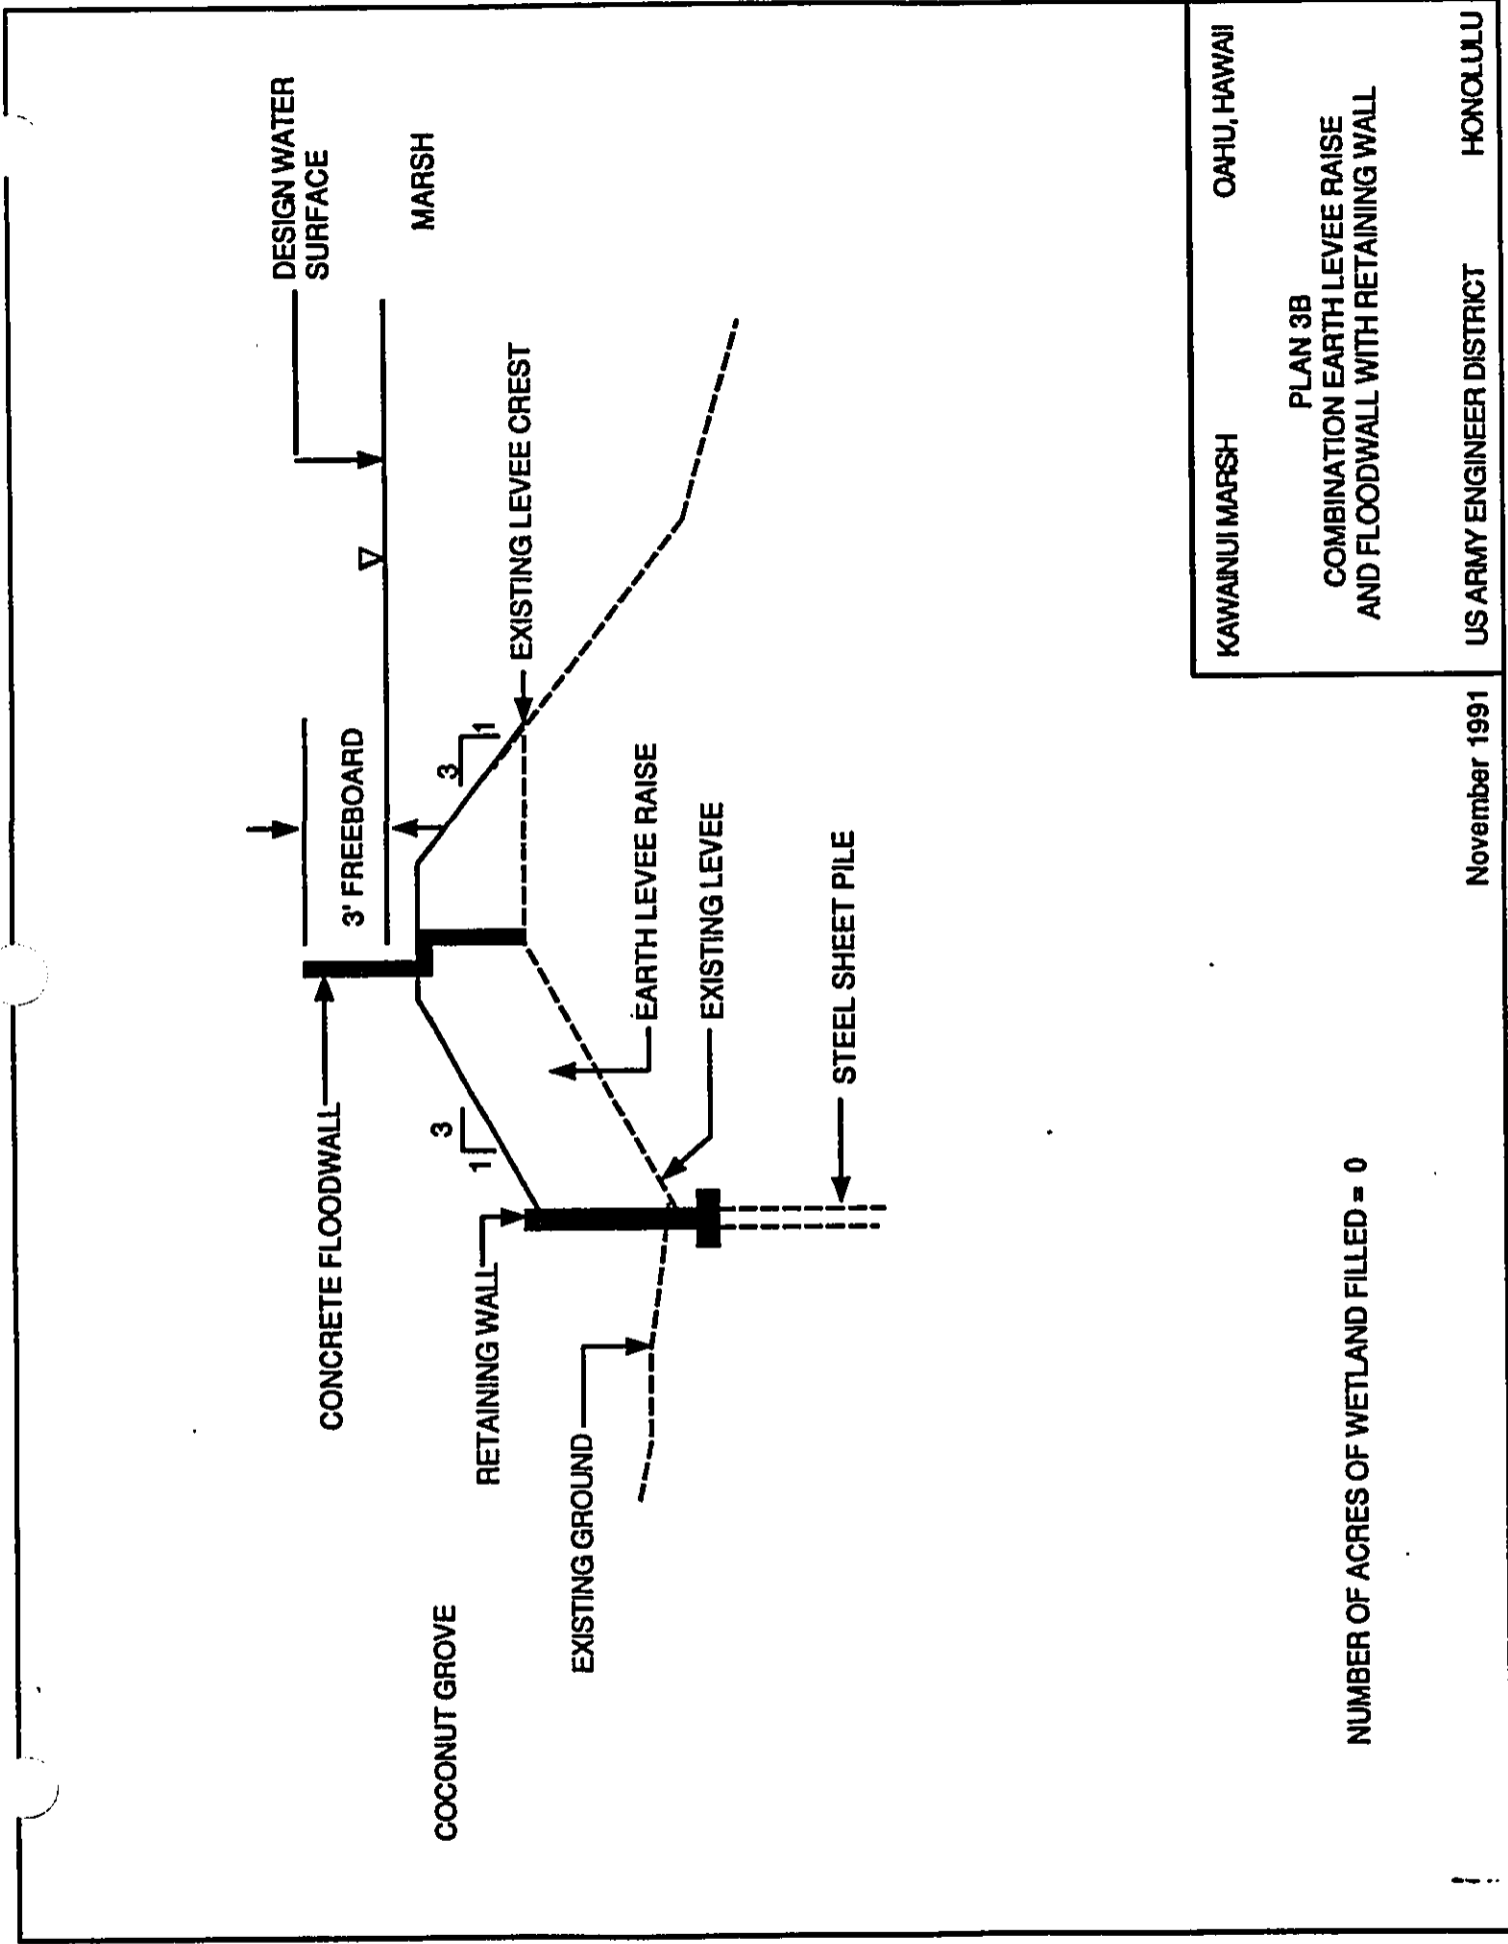 DESIGN WATER
SURFACE
MARSH
3' FREEBOARD
CONCRETE FLOODWALL
3
1
EXISTING LEVEE CREST
COCONUT GROVE
RETAINING WALL
3
1
EXISTING GROUND
EARTH LEVEE RAISE
EXISTING LEVEE
STEEL SHEET PILE
NUMBER OF ACRES OF WETLAND FILLED = 0
November 1991
KAWAINUI MARSH OAHU, HAWAII
PLAN 3B
COMBINATION EARTH LEVEE RAISE
AND FLOODWALL WITH RETAINING WALL
US ARMY ENGINEER DISTRICT HONOLULU